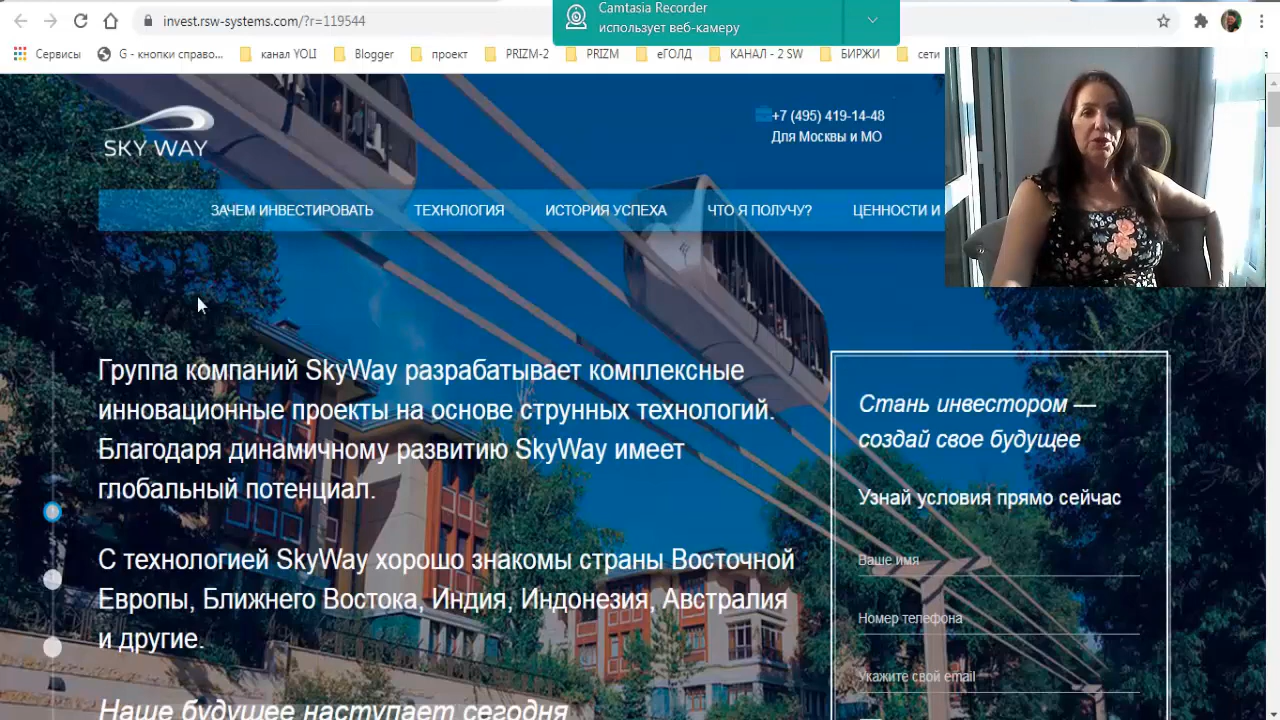 invest.rsw-systems.com/?r=119544
Camtasia Recorder
использует веб-камеру
Сервисы
G - кнопки справо...
канал YOU
Blogger
проект
PRIZM-2
PRIZM
еГОЛД
КАНАЛ - 2 SW
БИРЖИ
сети
SKY WAY
+7 (495) 419-14-48
Для Москвы и МО
ЗАЧЕМ ИНВЕСТИРОВАТЬ
ТЕХНОЛОГИЯ
ИСТОРИЯ УСПЕХА
ЧТО Я ПОЛУЧУ?
ЦЕННОСТИ И
Группа компаний SkyWay разрабатывает комплексные
инновационные проекты на основе струнных технологий.
Благодаря динамичному развитию SkyWay имеет
глобальный потенциал.
С технологией SkyWay хорошо знакомы страны Восточной
Европы, Ближнего Востока, Индия, Индонезия, Австралия
и другие.
Наше будущее наступает сегодня
Стань инвестором —
создай свое будущее
Узнай условия прямо сейчас
Ваше имя
Номер телефона
Укажите свой email